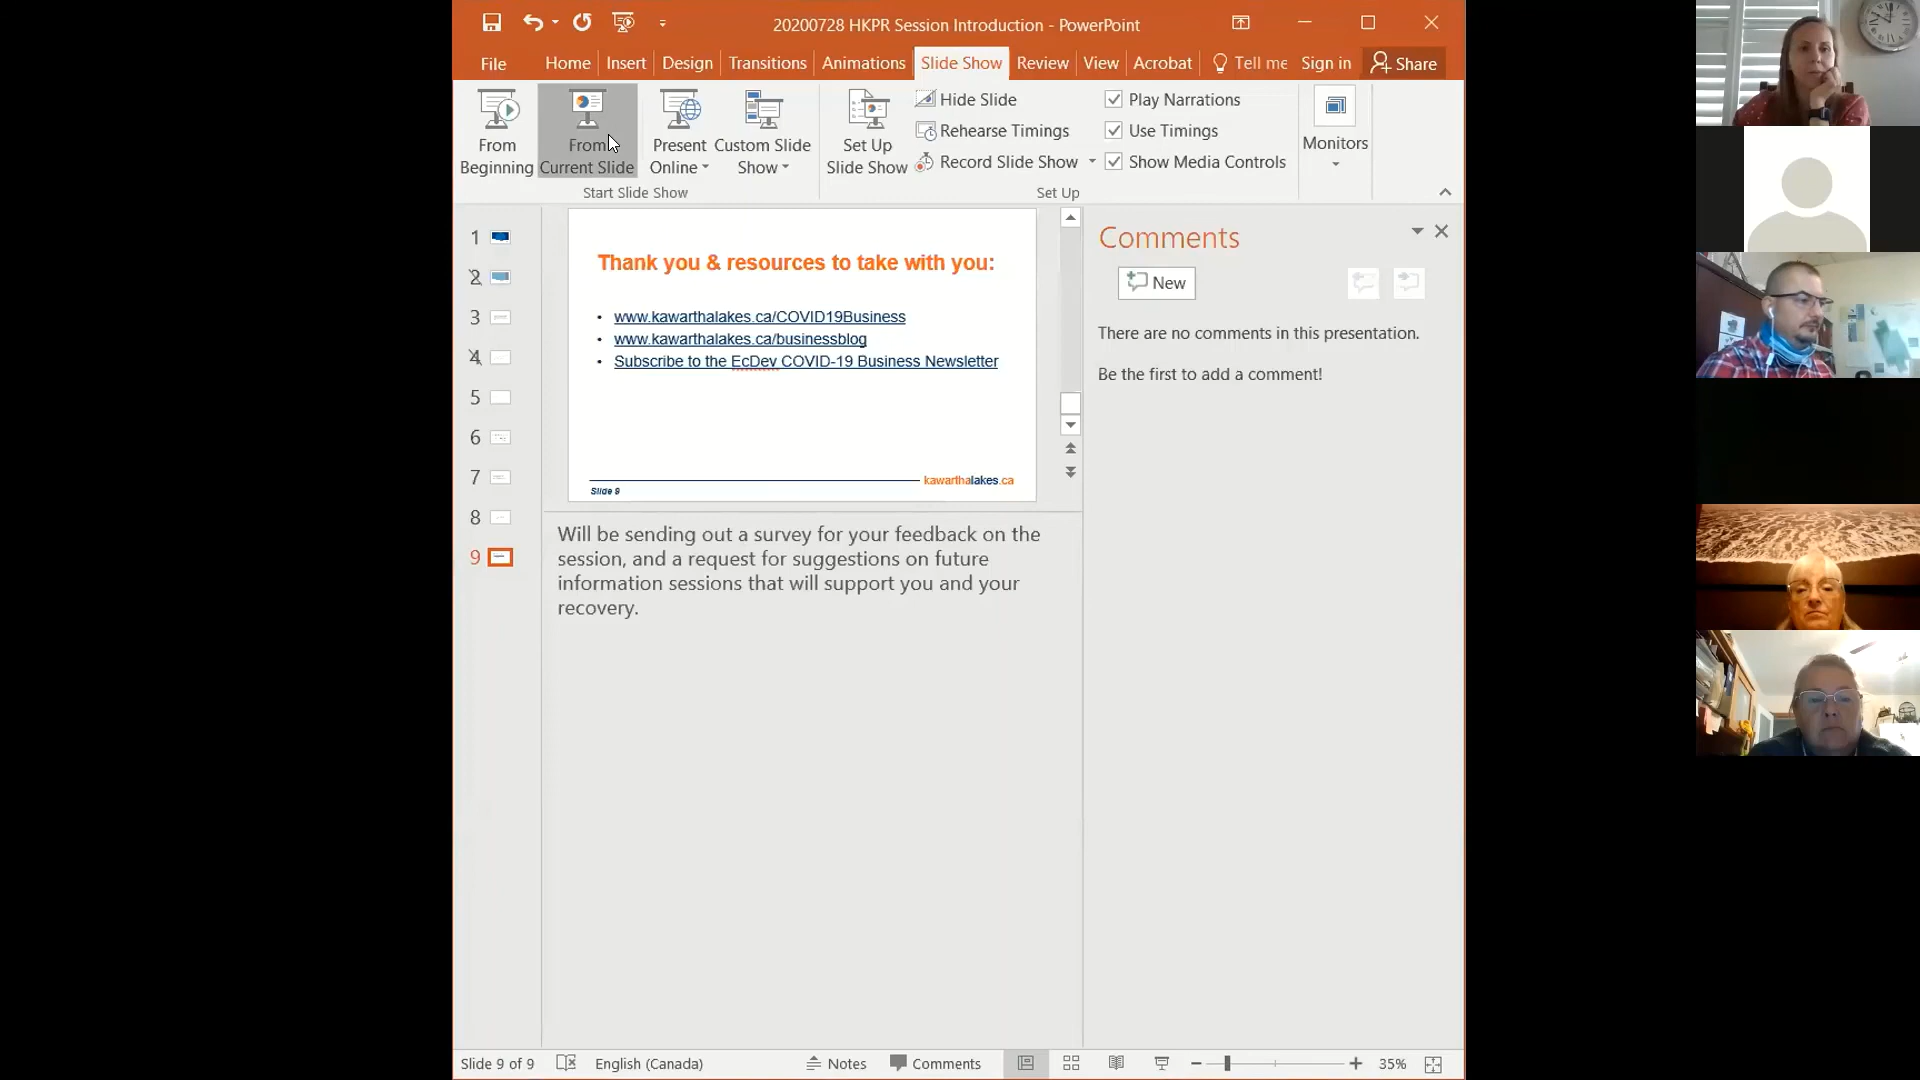 20200728 HKPR Session Introduction - PowerPoint
File Home Insert Design Transitions Animations Slide Show Review View Acrobat Tell me Sign in Share
From Beginning
From Current Slide
Present Online
Custom Slide Show
Start Slide Show
Set Up Slide Show
Hide Slide
Rehearse Timings
Record Slide Show
Play Narrations
Use Timings
Show Media Controls
Set Up
Monitors
1
2
3
4
5
6
7
8
9
Thank you & resources to take with you:
• www.kawarthalakes.ca/COVID19Business
• www.kawarthalakes.ca/businessblog
• Subscribe to the EcDev COVID-19 Business Newsletter
kawarthalakes.ca
Slide 9
Will be sending out a survey for your feedback on the
session, and a request for suggestions on future
information sessions that will support you and your
recovery.
Comments
New
There are no comments in this presentation.
Be the first to add a comment!
Slide 9 of 9 English (Canada) Notes Comments 35%